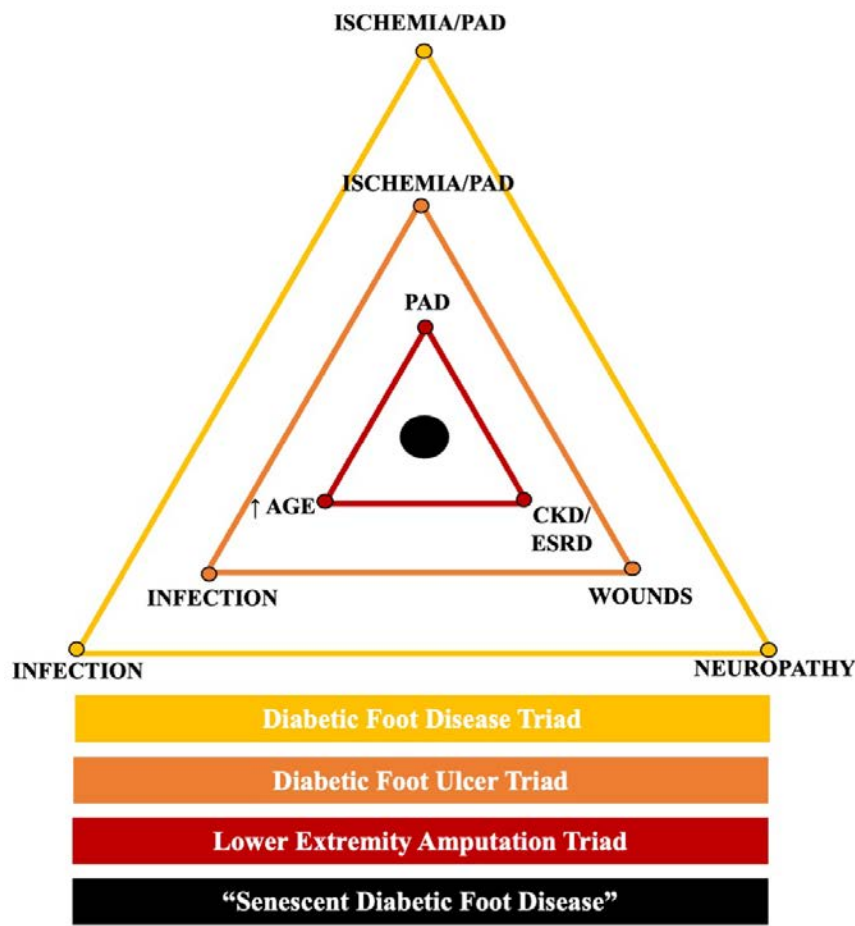 ISCHEMIA/PAD
ISCHEMIA/PAD
PAD
↑ AGE
CKD/
ESRD
INFECTION
WOUNDS
INFECTION
NEUROPATHY
Diabetic Foot Disease Triad
Diabetic Foot Ulcer Triad
Lower Extremity Amputation Triad
“Senescent Diabetic Foot Disease”